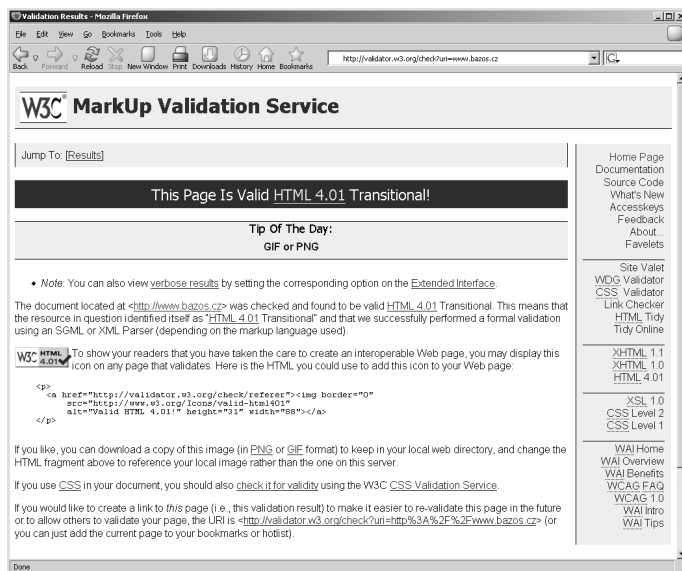 Validation Results - Mozilla Firefox
File Edit View Go Bookmarks Tools Help
Back Forward Reload Stop New Window Print Downloads History Home Bookmarks
http://validator.w3.org/check?uri=www.bazos.cz
G
W3C® MarkUp Validation Service
Jump To: [Results]
This Page Is Valid HTML 4.01 Transitional!
Tip Of The Day:
GIF or PNG
Note: You can also view verbose results by setting the corresponding option on the Extended Interface.
The document located at <http://www.bazos.cz> was checked and found to be valid HTML 4.01 Transitional. This means that
the resource in question identified itself as "HTML 4.01 Transitional" and that we successfully performed a formal validation
using an SGML or XML Parser (depending on the markup language used).
W3C HTML 4.01
To show your readers that you have taken the care to create an interoperable Web page, you may display this
icon on any page that validates. Here is the HTML you could use to add this icon to your Web page:
<p>
<a href="http://validator.w3.org/check/referer"><img border="0"
src="http://www.w3.org/Icons/valid-html401"
alt="Valid HTML 4.01!" height="31" width="88"></a>
</p>
If you like, you can download a copy of this image (in PNG or GIF format) to keep in your local web directory, and change the
HTML fragment above to reference your local image rather than the one on this server.
If you use CSS in your document, you should also check it for validity using the W3C CSS Validation Service.
If you would like to create a link to this page (i.e., this validation result) to make it easier to re-validate this page in the future
or to allow others to validate your page, the URI is <http://validator.w3.org/check?uri=http%3A%2F%2Fwww.bazos.cz> (or
you can just add the current page to your bookmarks or hotlist).
Home Page
Documentation
Source Code
What's New
Accesskeys
Feedback
About...
Favelets
Site Valet
WDG Validator
CSS Validator
Link Checker
HTML Tidy
Tidy Online
XHTML 1.1
XHTML 1.0
HTML 4.01
XSL 1.0
CSS Level 2
CSS Level 1
WAI Home
WAI Overview
WAI Benefits
WCAG FAQ
WCAG 1.0
WAI Intro
WAI Tips
Done